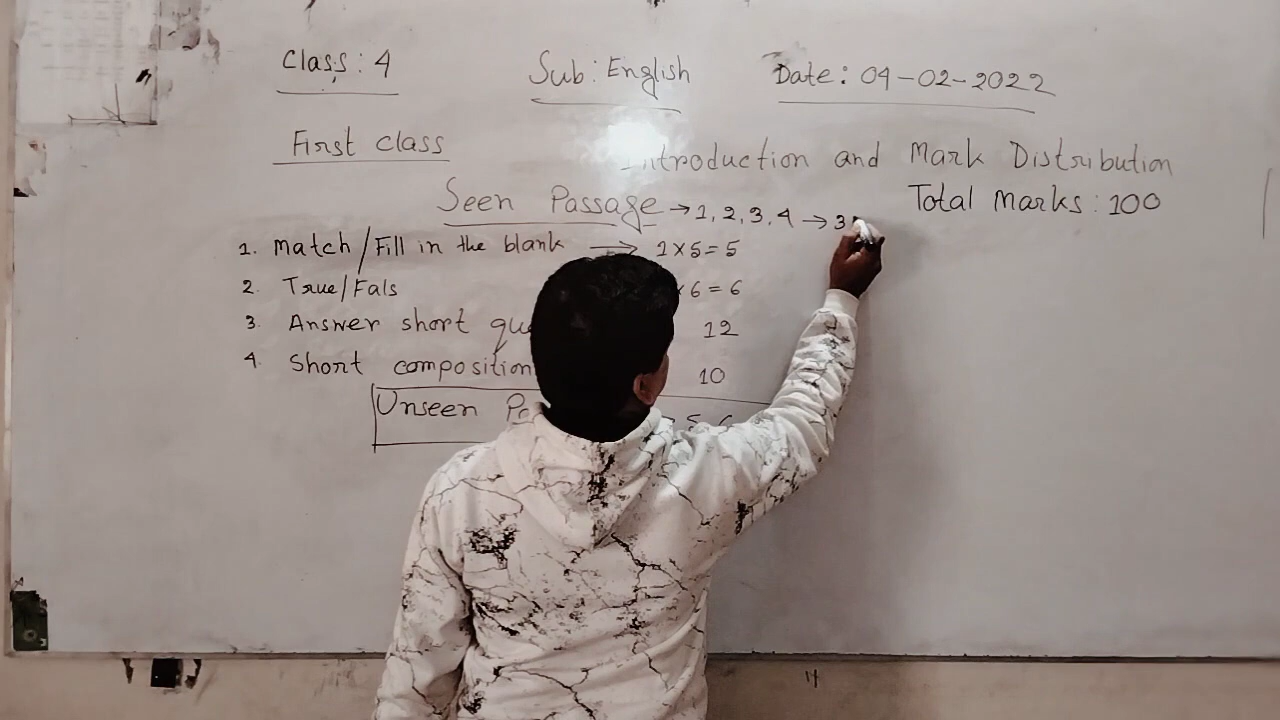 Class: 4 Sub: English Date: 04-02-2022
First class Introduction and Mark Distribution
Seen Passage → 1, 2, 3, 4 → 3 Total Marks: 100
1. Match/Fill in the blank → 1×5=5
2. True/Fals ×6=6
3. Answer short 12
4. Short composition 10
Unseen 5